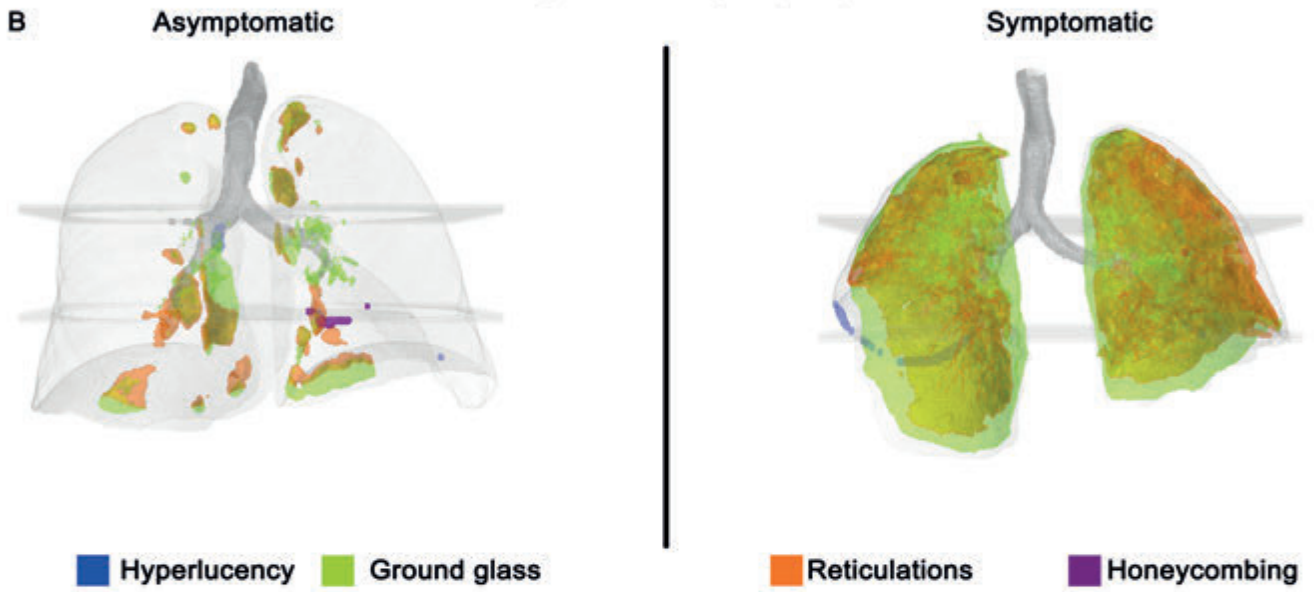 B
Asymptomatic
Symptomatic
Hyperlucency
Ground glass
Reticulations
Honeycombing